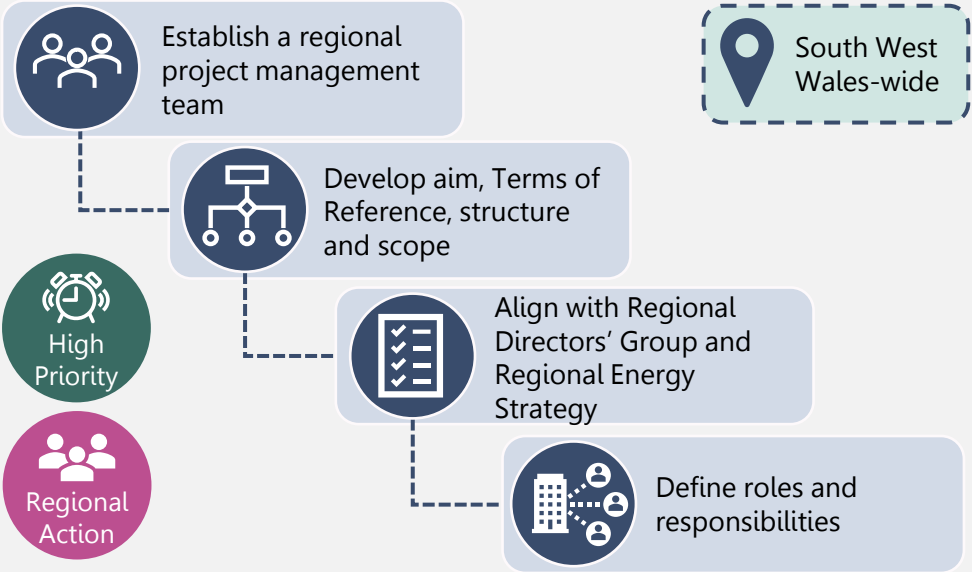 Establish a regional
project management
team
South West
Wales-wide
Develop aim, Terms of
Reference, structure
and scope
High
Priority
Align with Regional
Directors’ Group and
Regional Energy
Strategy
Regional
Action
Define roles and
responsibilities